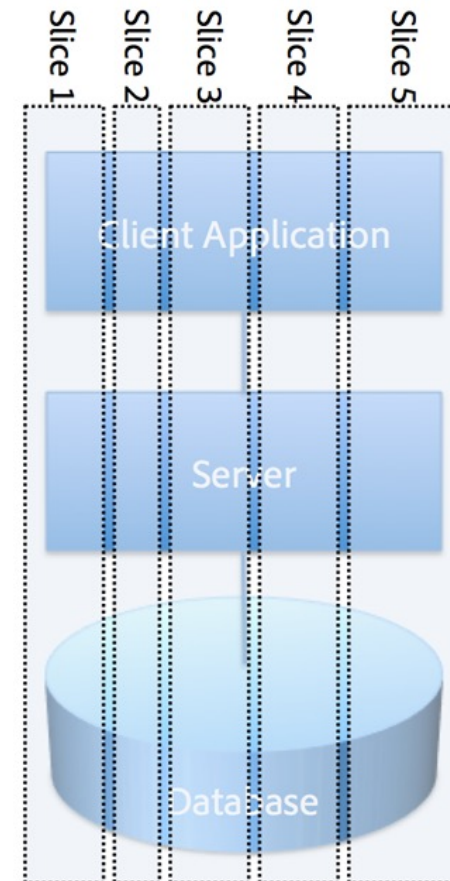 Slice 1
Slice 2
Slice 3
Slice 4
Slice 5
Client Application
Server
Database